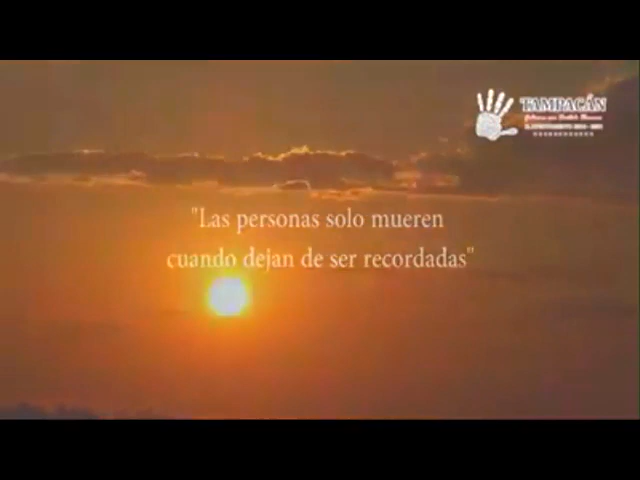 TAMPACÁN
"Las personas solo mueren
cuando dejan de ser recordadas"